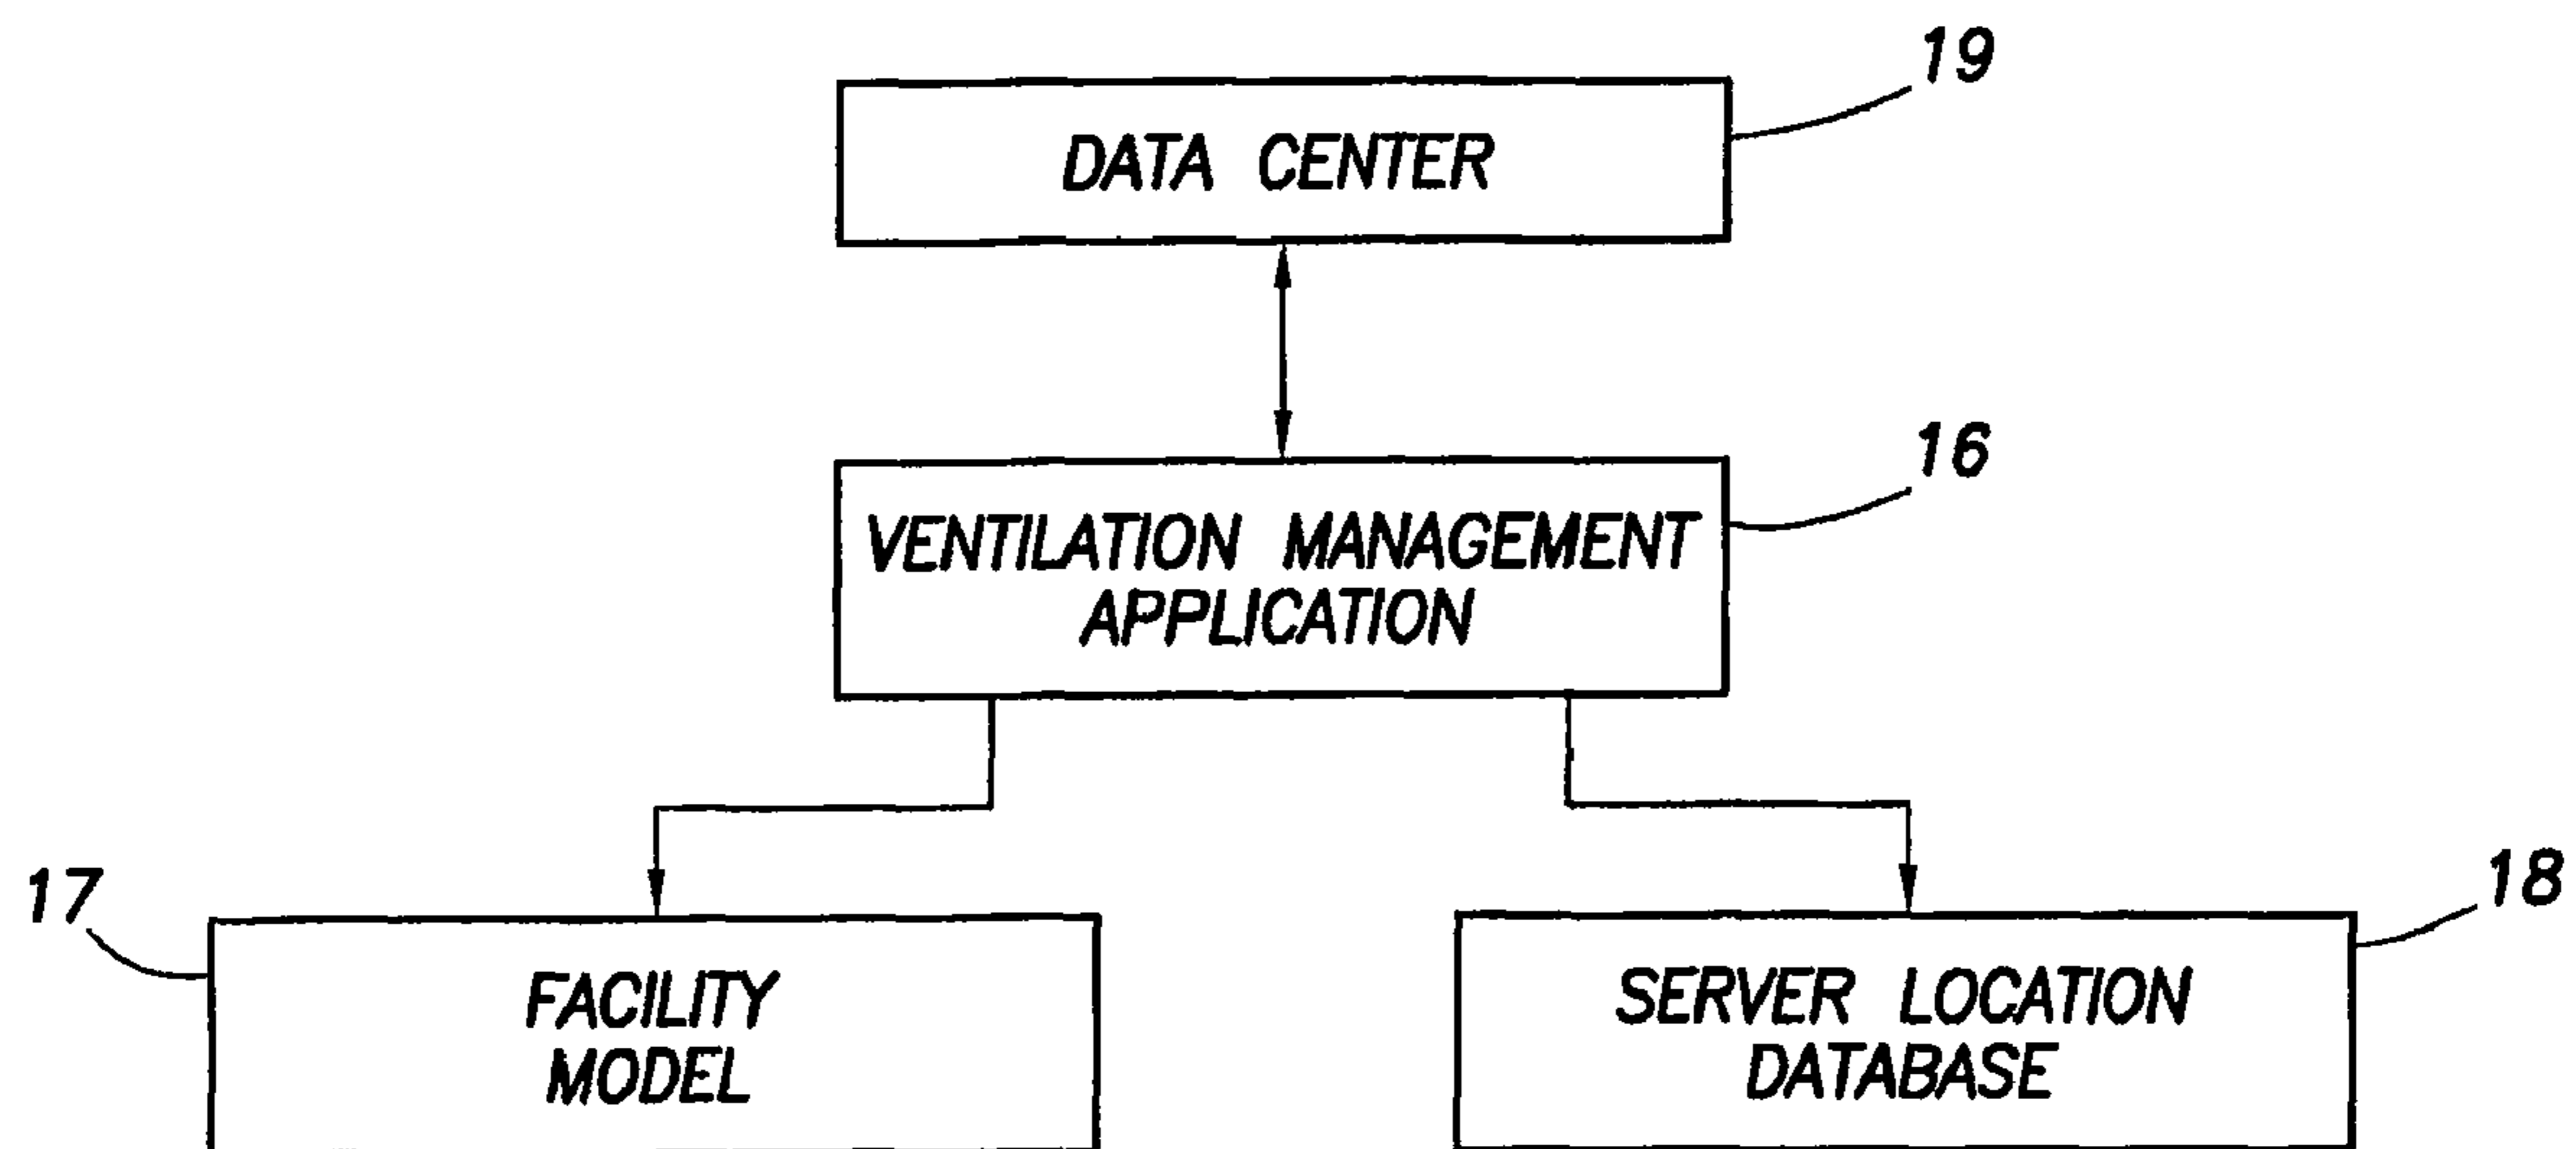 19
DATA CENTER
16
VENTILATION MANAGEMENT
APPLICATION
17
FACILITY
MODEL
18
SERVER LOCATION
DATABASE